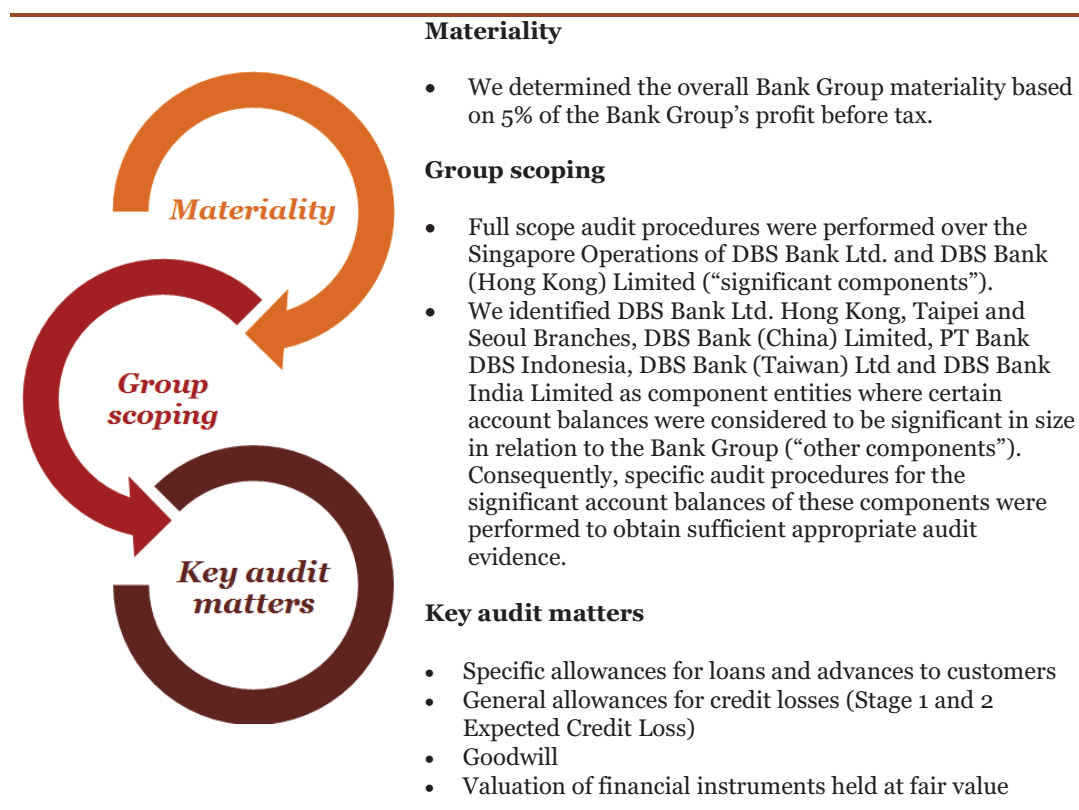 Materiality
• We determined the overall Bank Group materiality based
on 5% of the Bank Group’s profit before tax.
Group scoping
• Full scope audit procedures were performed over the
Singapore Operations of DBS Bank Ltd. and DBS Bank
(Hong Kong) Limited (“significant components”).
• We identified DBS Bank Ltd. Hong Kong, Taipei and
Seoul Branches, DBS Bank (China) Limited, PT Bank
DBS Indonesia, DBS Bank (Taiwan) Ltd and DBS Bank
India Limited as component entities where certain
account balances were considered to be significant in size
in relation to the Bank Group (“other components”).
Consequently, specific audit procedures for the
significant account balances of these components were
performed to obtain sufficient appropriate audit
evidence.
Key audit matters
• Specific allowances for loans and advances to customers
• General allowances for credit losses (Stage 1 and 2
Expected Credit Loss)
• Goodwill
• Valuation of financial instruments held at fair value
Materiality
Group
scoping
Key audit
matters